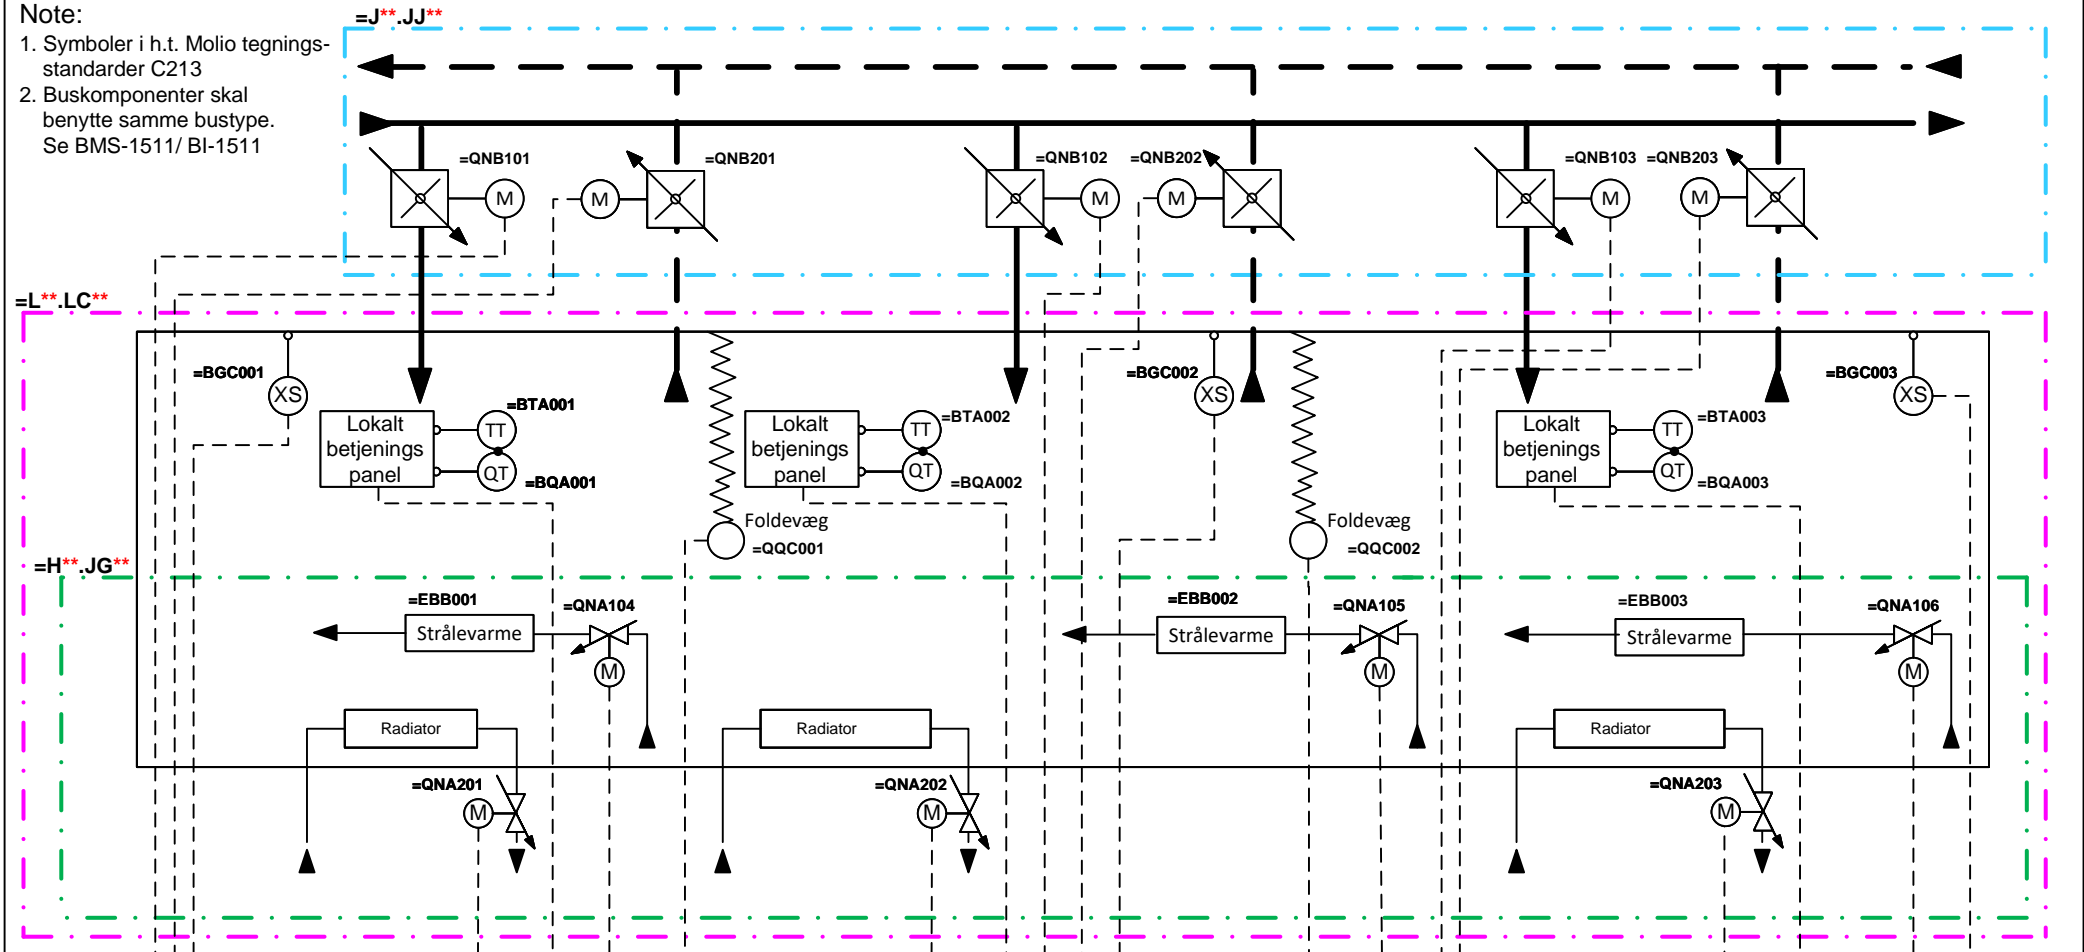 Note:
1. Symboler i h.t. Molio tegnings-
standarder C213
2. Buskomponenter skal
benytte samme bustype.
Se BMS-1511/ BI-1511
=J**.JJ**
=QNB101
M
M
=QNB201
=QNB102
M
=QNB202
M
=QNB103
M
=QNB203
M
=L**.LC**
=BGC001
XS
=BGC002
XS
=BGC003
XS
Lokalt
betjenings
panel
=BTA001
TT
QT
=BQA001
Lokalt
betjenings
panel
=BTA002
TT
QT
=BQA002
Lokalt
betjenings
panel
=BTA003
TT
QT
=BQA003
Foldevæg
=QQC001
Foldevæg
=QQC002
=H**.JG**
=EBB001
Strålevarme
=QNA104
M
=EBB002
Strålevarme
=QNA105
M
=EBB003
Strålevarme
=QNA106
M
Radiator
Radiator
Radiator
=QNA201
M
=QNA202
M
=QNA203
M